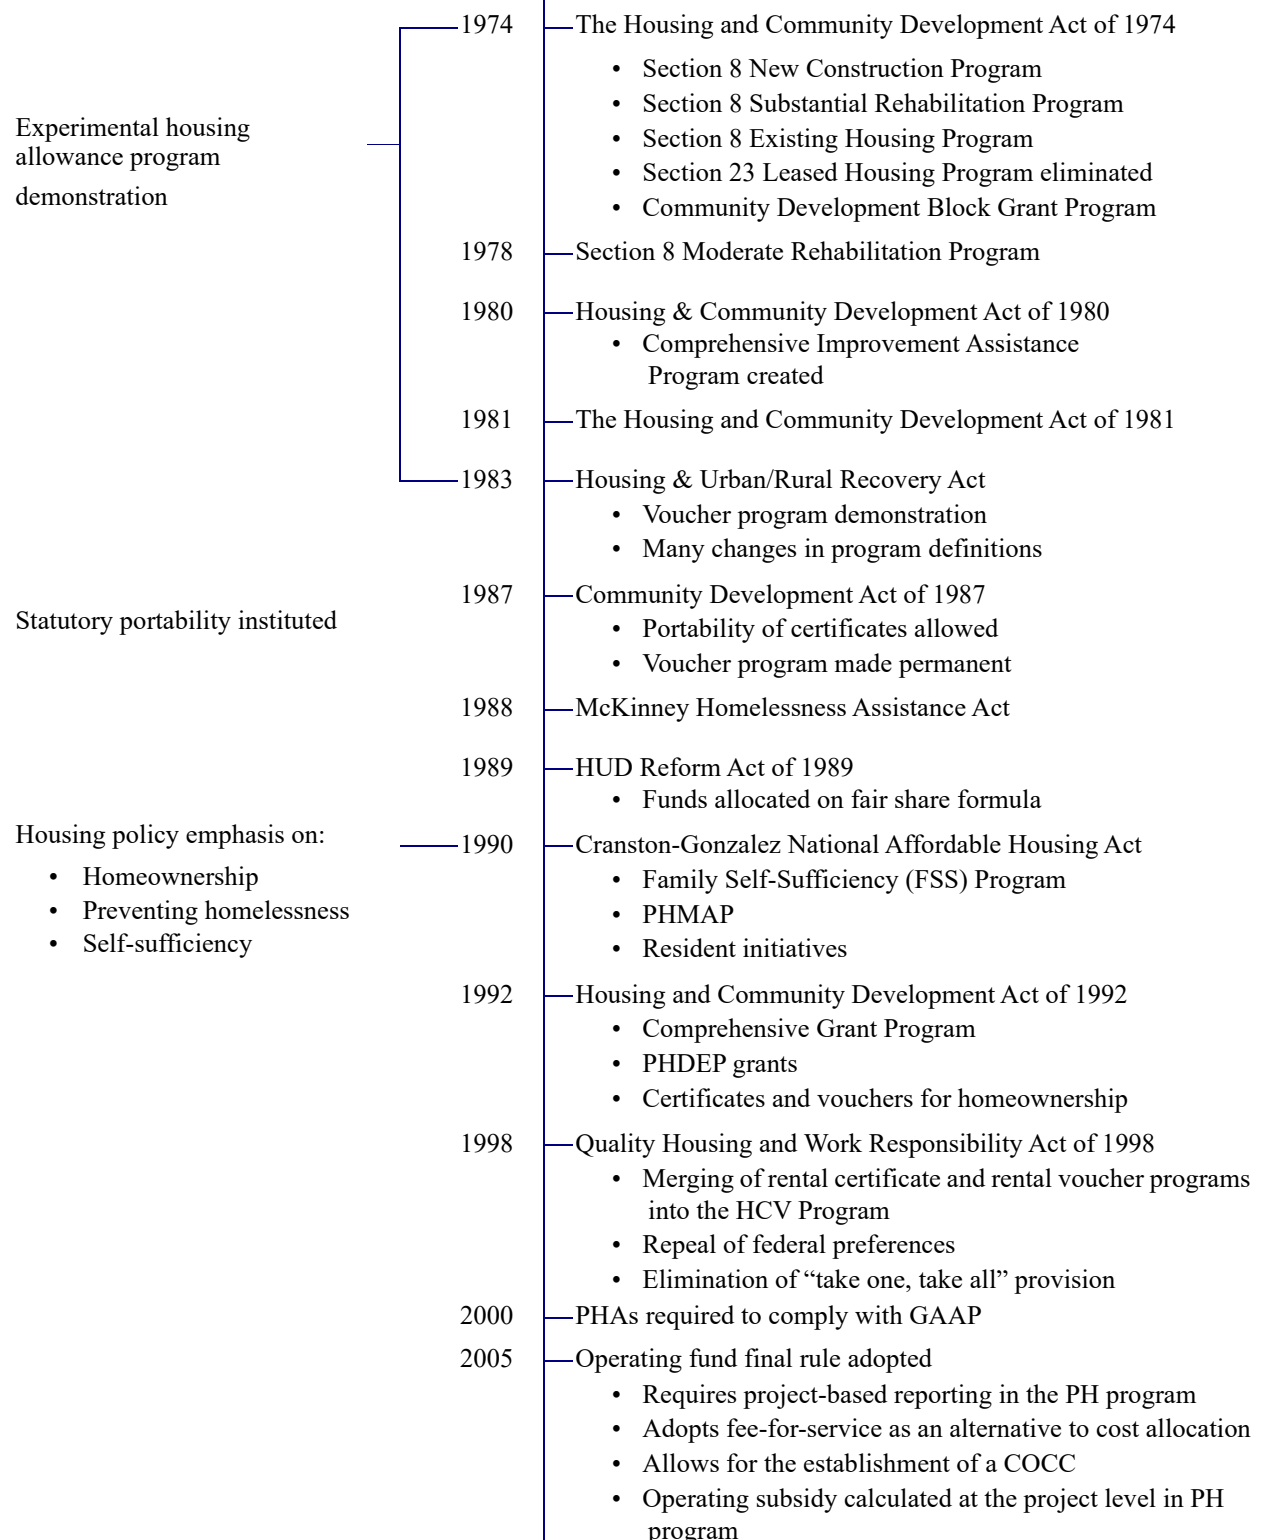 1974 The Housing and Community Development Act of 1974
• Section 8 New Construction Program
• Section 8 Substantial Rehabilitation Program
Experimental housing
allowance program
demonstration
• Section 8 Existing Housing Program
• Section 23 Leased Housing Program eliminated
• Community Development Block Grant Program
1978 Section 8 Moderate Rehabilitation Program
1980 Housing & Community Development Act of 1980
• Comprehensive Improvement Assistance
Program created
1981 The Housing and Community Development Act of 1981
1983 Housing & Urban/Rural Recovery Act
• Voucher program demonstration
• Many changes in program definitions
1987 Community Development Act of 1987
Statutory portability instituted
• Portability of certificates allowed
• Voucher program made permanent
1988 McKinney Homelessness Assistance Act
1989 HUD Reform Act of 1989
• Funds allocated on fair share formula
Housing policy emphasis on:
• Homeownership
• Preventing homelessness
• Self-sufficiency
1990 Cranston-Gonzalez National Affordable Housing Act
• Family Self-Sufficiency (FSS) Program
• PHMAP
• Resident initiatives
1992 Housing and Community Development Act of 1992
• Comprehensive Grant Program
• PHDEP grants
• Certificates and vouchers for homeownership
1998 Quality Housing and Work Responsibility Act of 1998
• Merging of rental certificate and rental voucher programs
into the HCV Program
• Repeal of federal preferences
• Elimination of “take one, take all” provision
2000 PHAs required to comply with GAAP
2005 Operating fund final rule adopted
• Requires project-based reporting in the PH program
• Adopts fee-for-service as an alternative to cost allocation
• Allows for the establishment of a COCC
• Operating subsidy calculated at the project level in PH
program